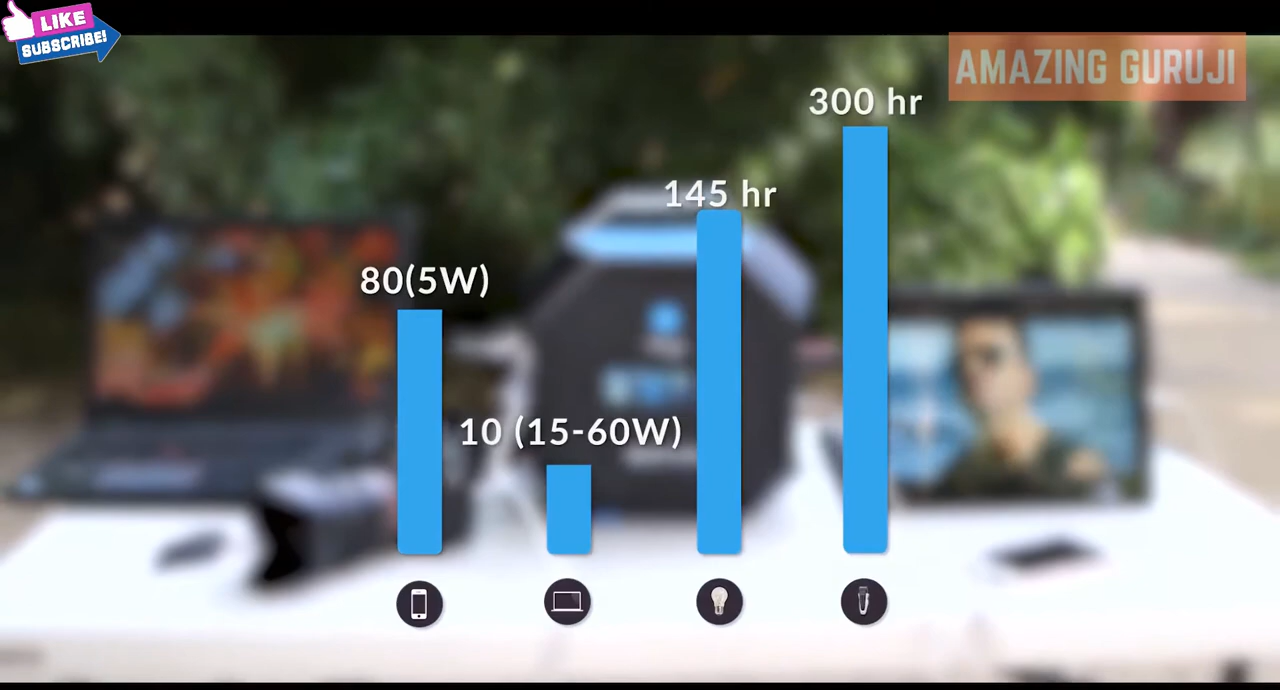 LIKE
SUBSCRIBE!
AMAZING GURUJI
300 hr
145 hr
80(5W)
10 (15-60W)